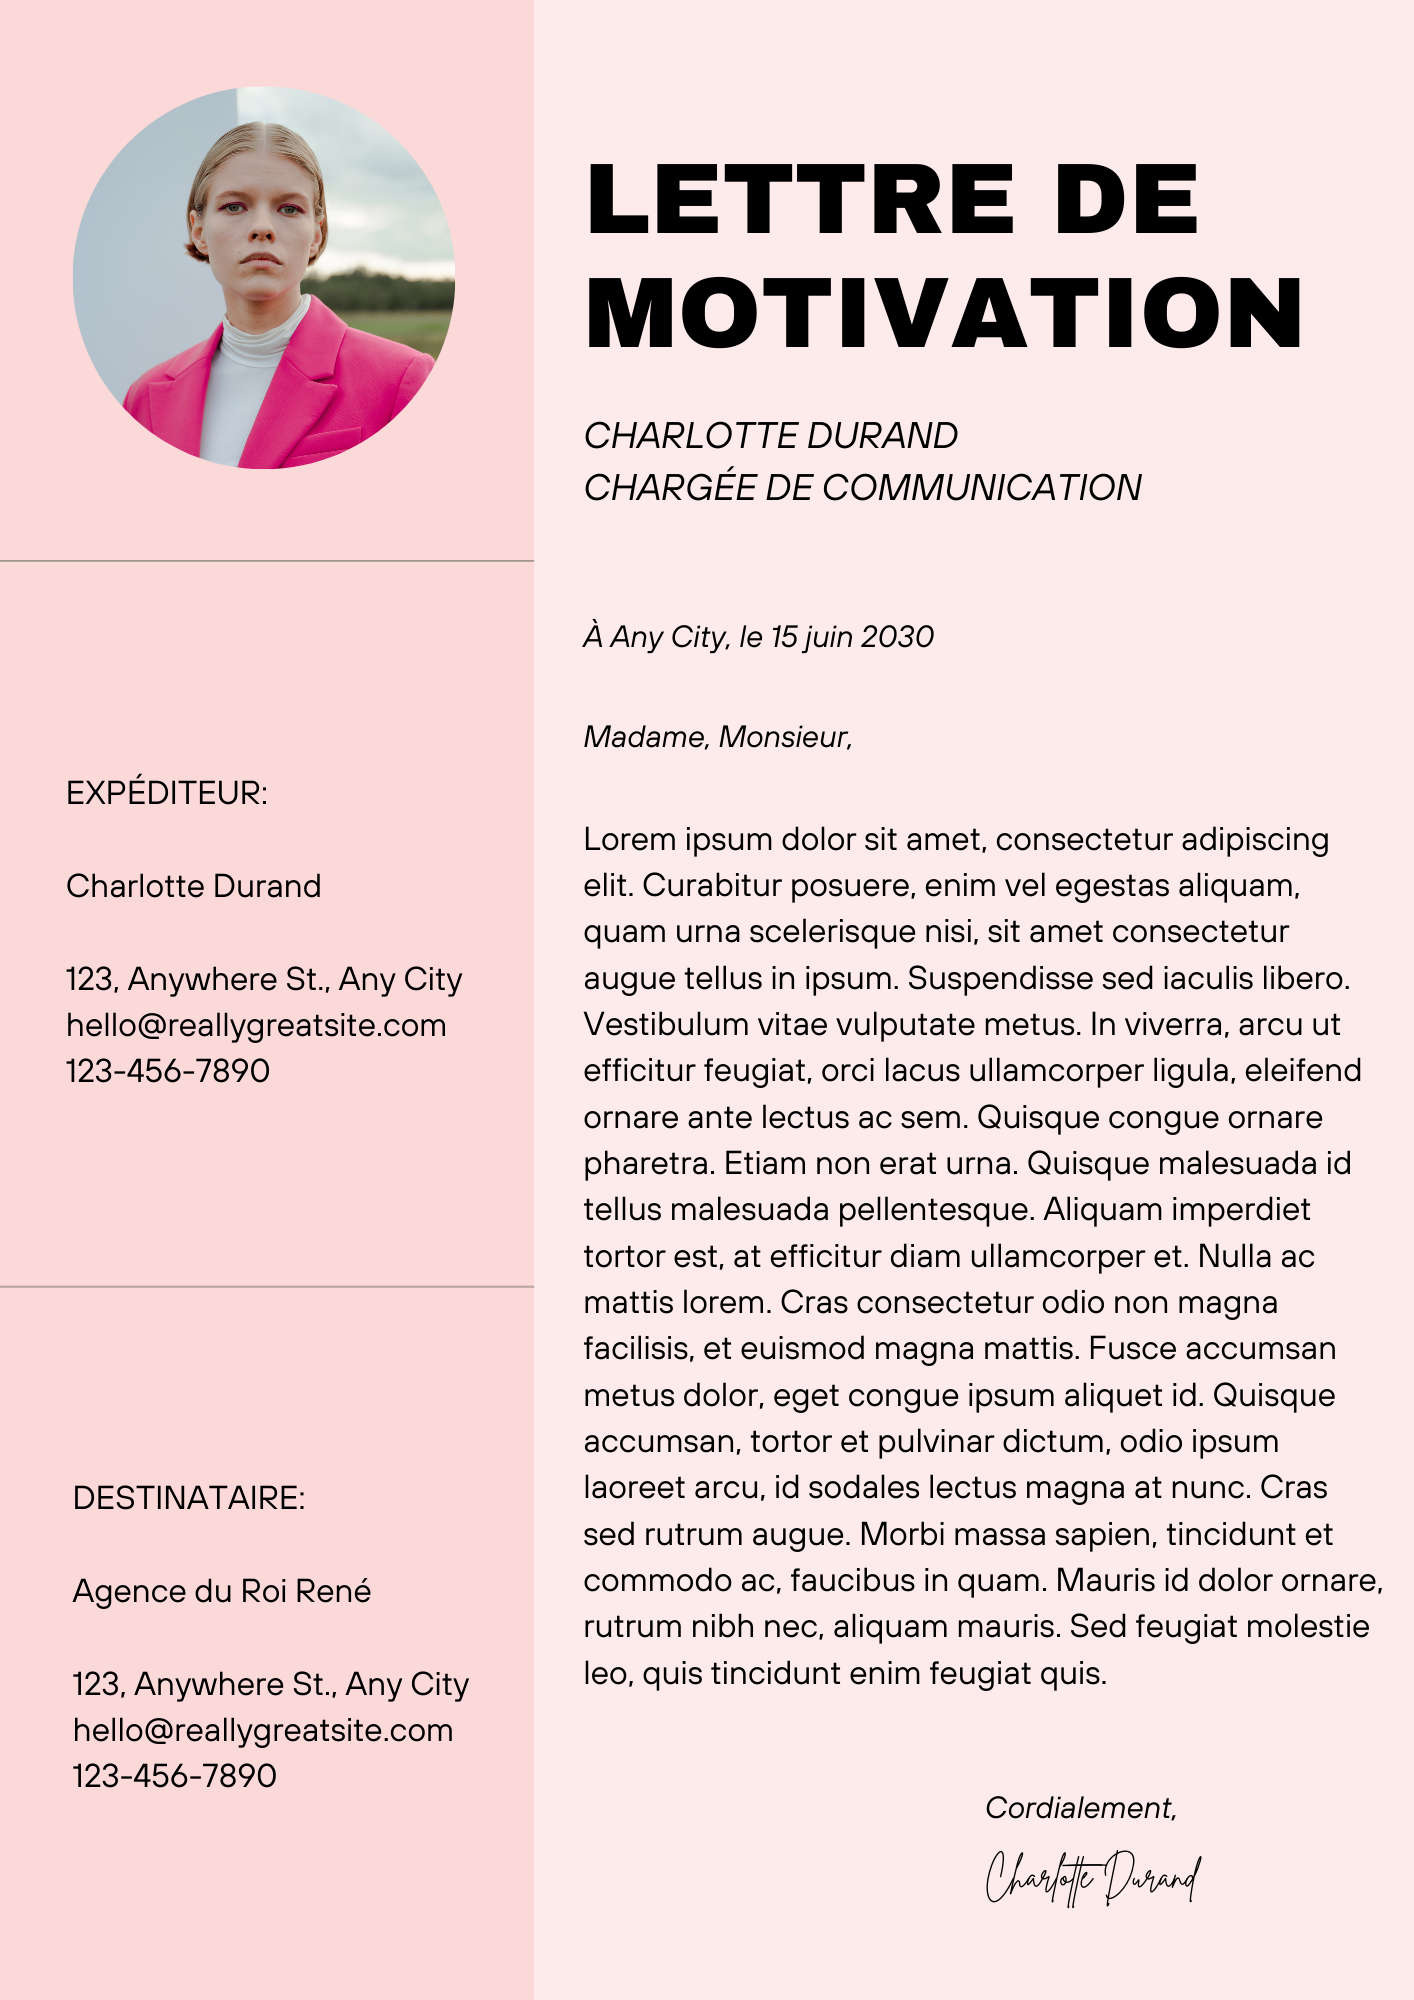 LETTRE DE
MOTIVATION
CHARLOTTE DURAND
CHARGÉE DE COMMUNICATION
EXPÉDITEUR:
Charlotte Durand
123, Anywhere St., Any City
hello@reallygreatsite.com
123-456-7890
DESTINATAIRE:
Agence du Roi René
123, Anywhere St., Any City
hello@reallygreatsite.com
123-456-7890
À Any City, le 15 juin 2030
Madame, Monsieur,
Lorem ipsum dolor sit amet, consectetur adipiscing
elit. Curabitur posuere, enim vel egestas aliquam,
quam urna scelerisque nisi, sit amet consectetur
augue tellus in ipsum. Suspendisse sed iaculis libero.
Vestibulum vitae vulputate metus. In viverra, arcu ut
efficitur feugiat, orci lacus ullamcorper ligula, eleifend
ornare ante lectus ac sem. Quisque congue ornare
pharetra. Etiam non erat urna. Quisque malesuada id
tellus malesuada pellentesque. Aliquam imperdiet
tortor est, at efficitur diam ullamcorper et. Nulla ac
mattis lorem. Cras consectetur odio non magna
facilisis, et euismod magna mattis. Fusce accumsan
metus dolor, eget congue ipsum aliquet id. Quisque
accumsan, tortor et pulvinar dictum, odio ipsum
laoreet arcu, id sodales lectus magna at nunc. Cras
sed rutrum augue. Morbi massa sapien, tincidunt et
commodo ac, faucibus in quam. Mauris id dolor ornare,
rutrum nibh nec, aliquam mauris. Sed feugiat molestie
leo, quis tincidunt enim feugiat quis.
Cordialement,
Charlotte Durand